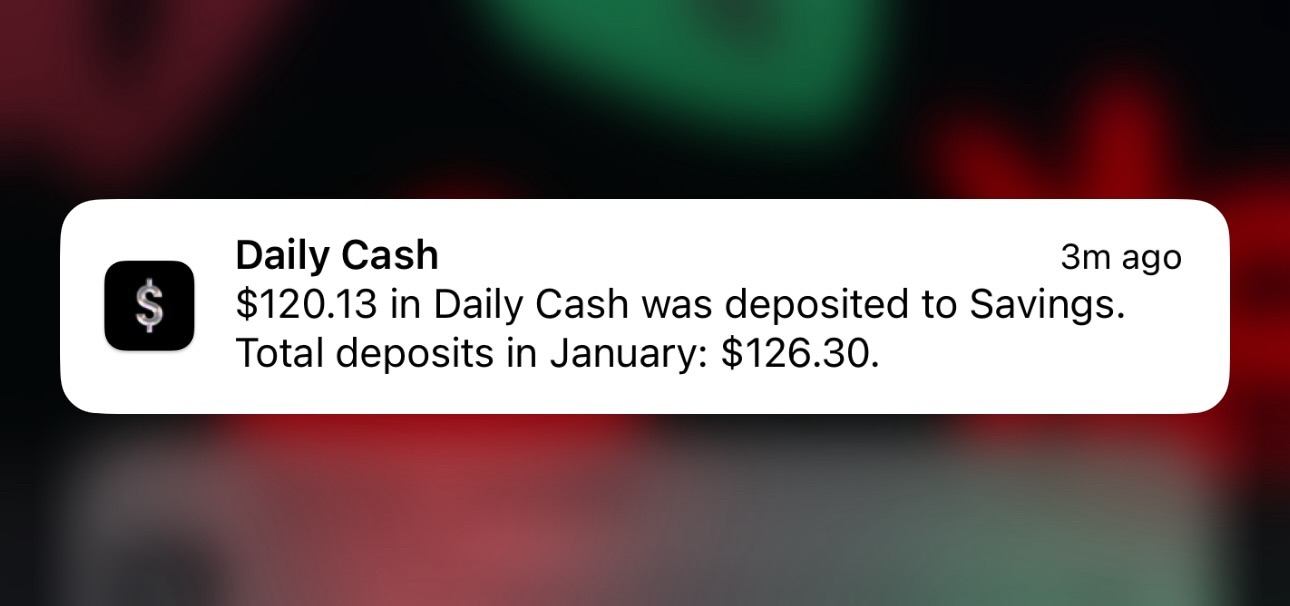 Daily Cash
3m ago
$120.13 in Daily Cash was deposited to Savings.
Total deposits in January: $126.30.